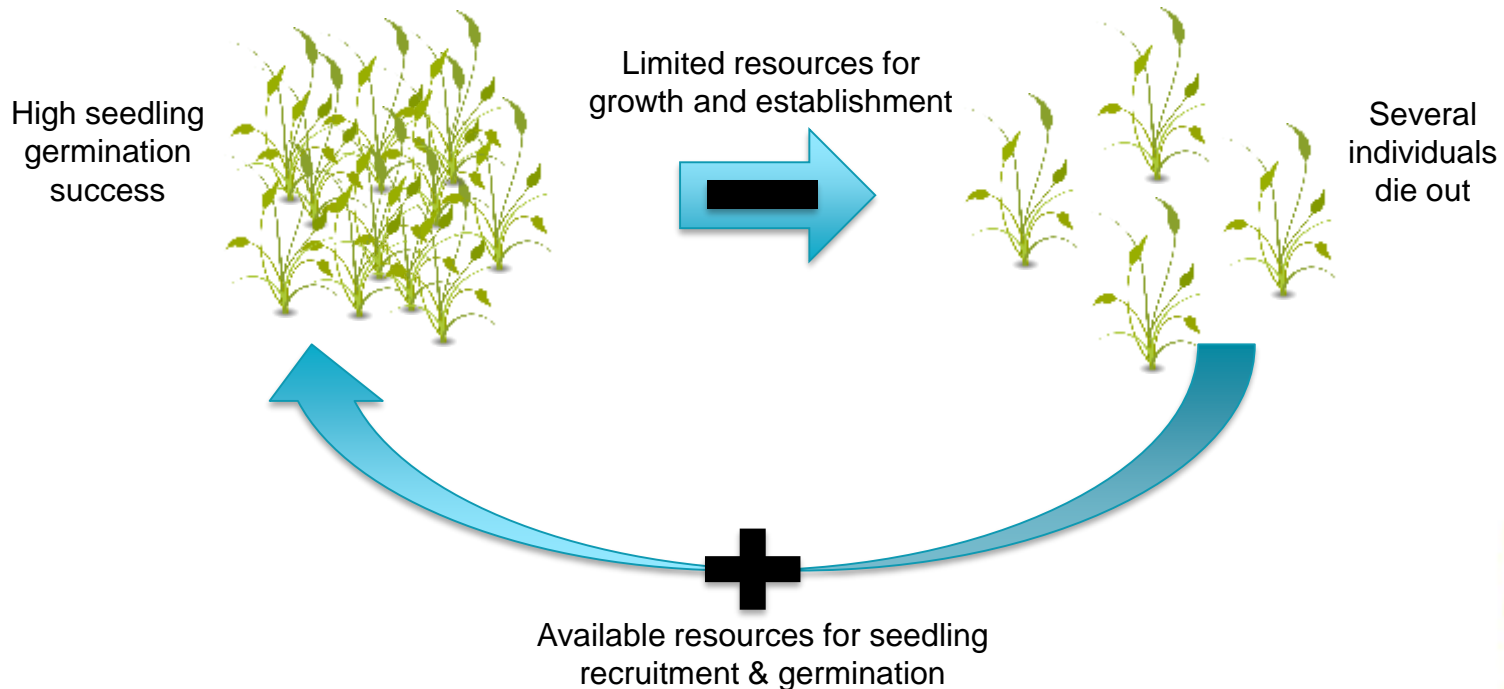 High seedling
germination
success
Limited resources for
growth and establishment
Several
individuals
die out
Available resources for seedling
recruitment & germination